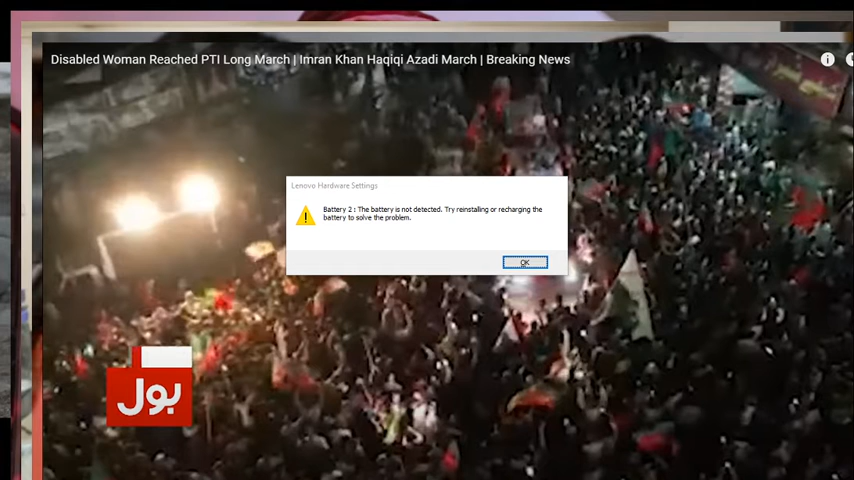 Disabled Woman Reached PTI Long March | Imran Khan Haqiqi Azadi March | Breaking News
Lenovo Hardware Settings
Battery 2 : The battery is not detected. Try reinstalling or recharging the
battery to solve the problem.
OK
بول